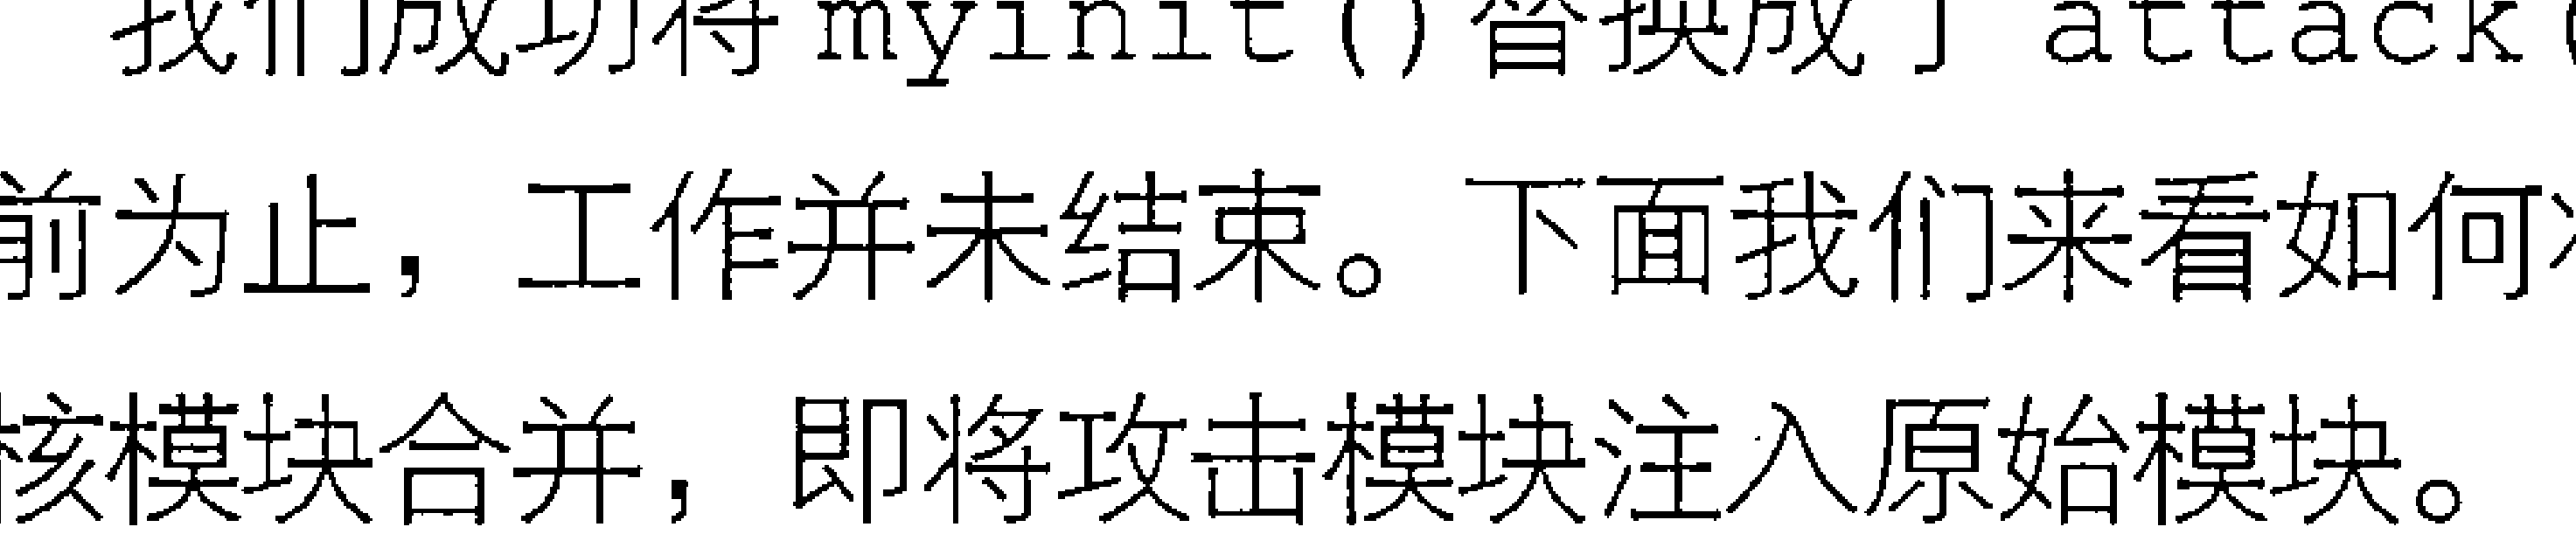 我们成功将 myinit()替换成了 attack(
前为止，工作并未结束。下面我们来看如何
核模块合并，即将攻击模块注入原始模块。